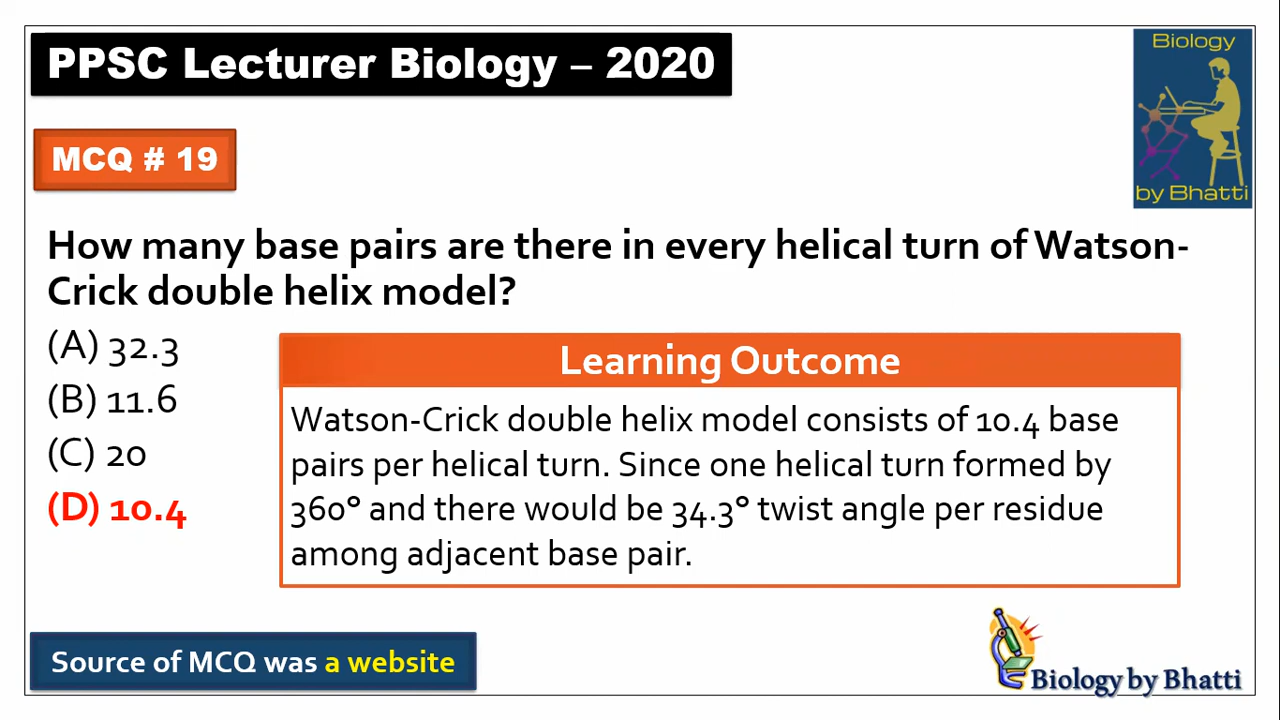 PPSC Lecturer Biology – 2020
Biology
by Bhatti
MCQ # 19
How many base pairs are there in every helical turn of Watson-
Crick double helix model?
(A) 32.3
(B) 11.6
(C) 20
(D) 10.4
Learning Outcome
Watson-Crick double helix model consists of 10.4 base
pairs per helical turn. Since one helical turn formed by
360° and there would be 34.3° twist angle per residue
among adjacent base pair.
Source of MCQ was a website
Biology by Bhatti